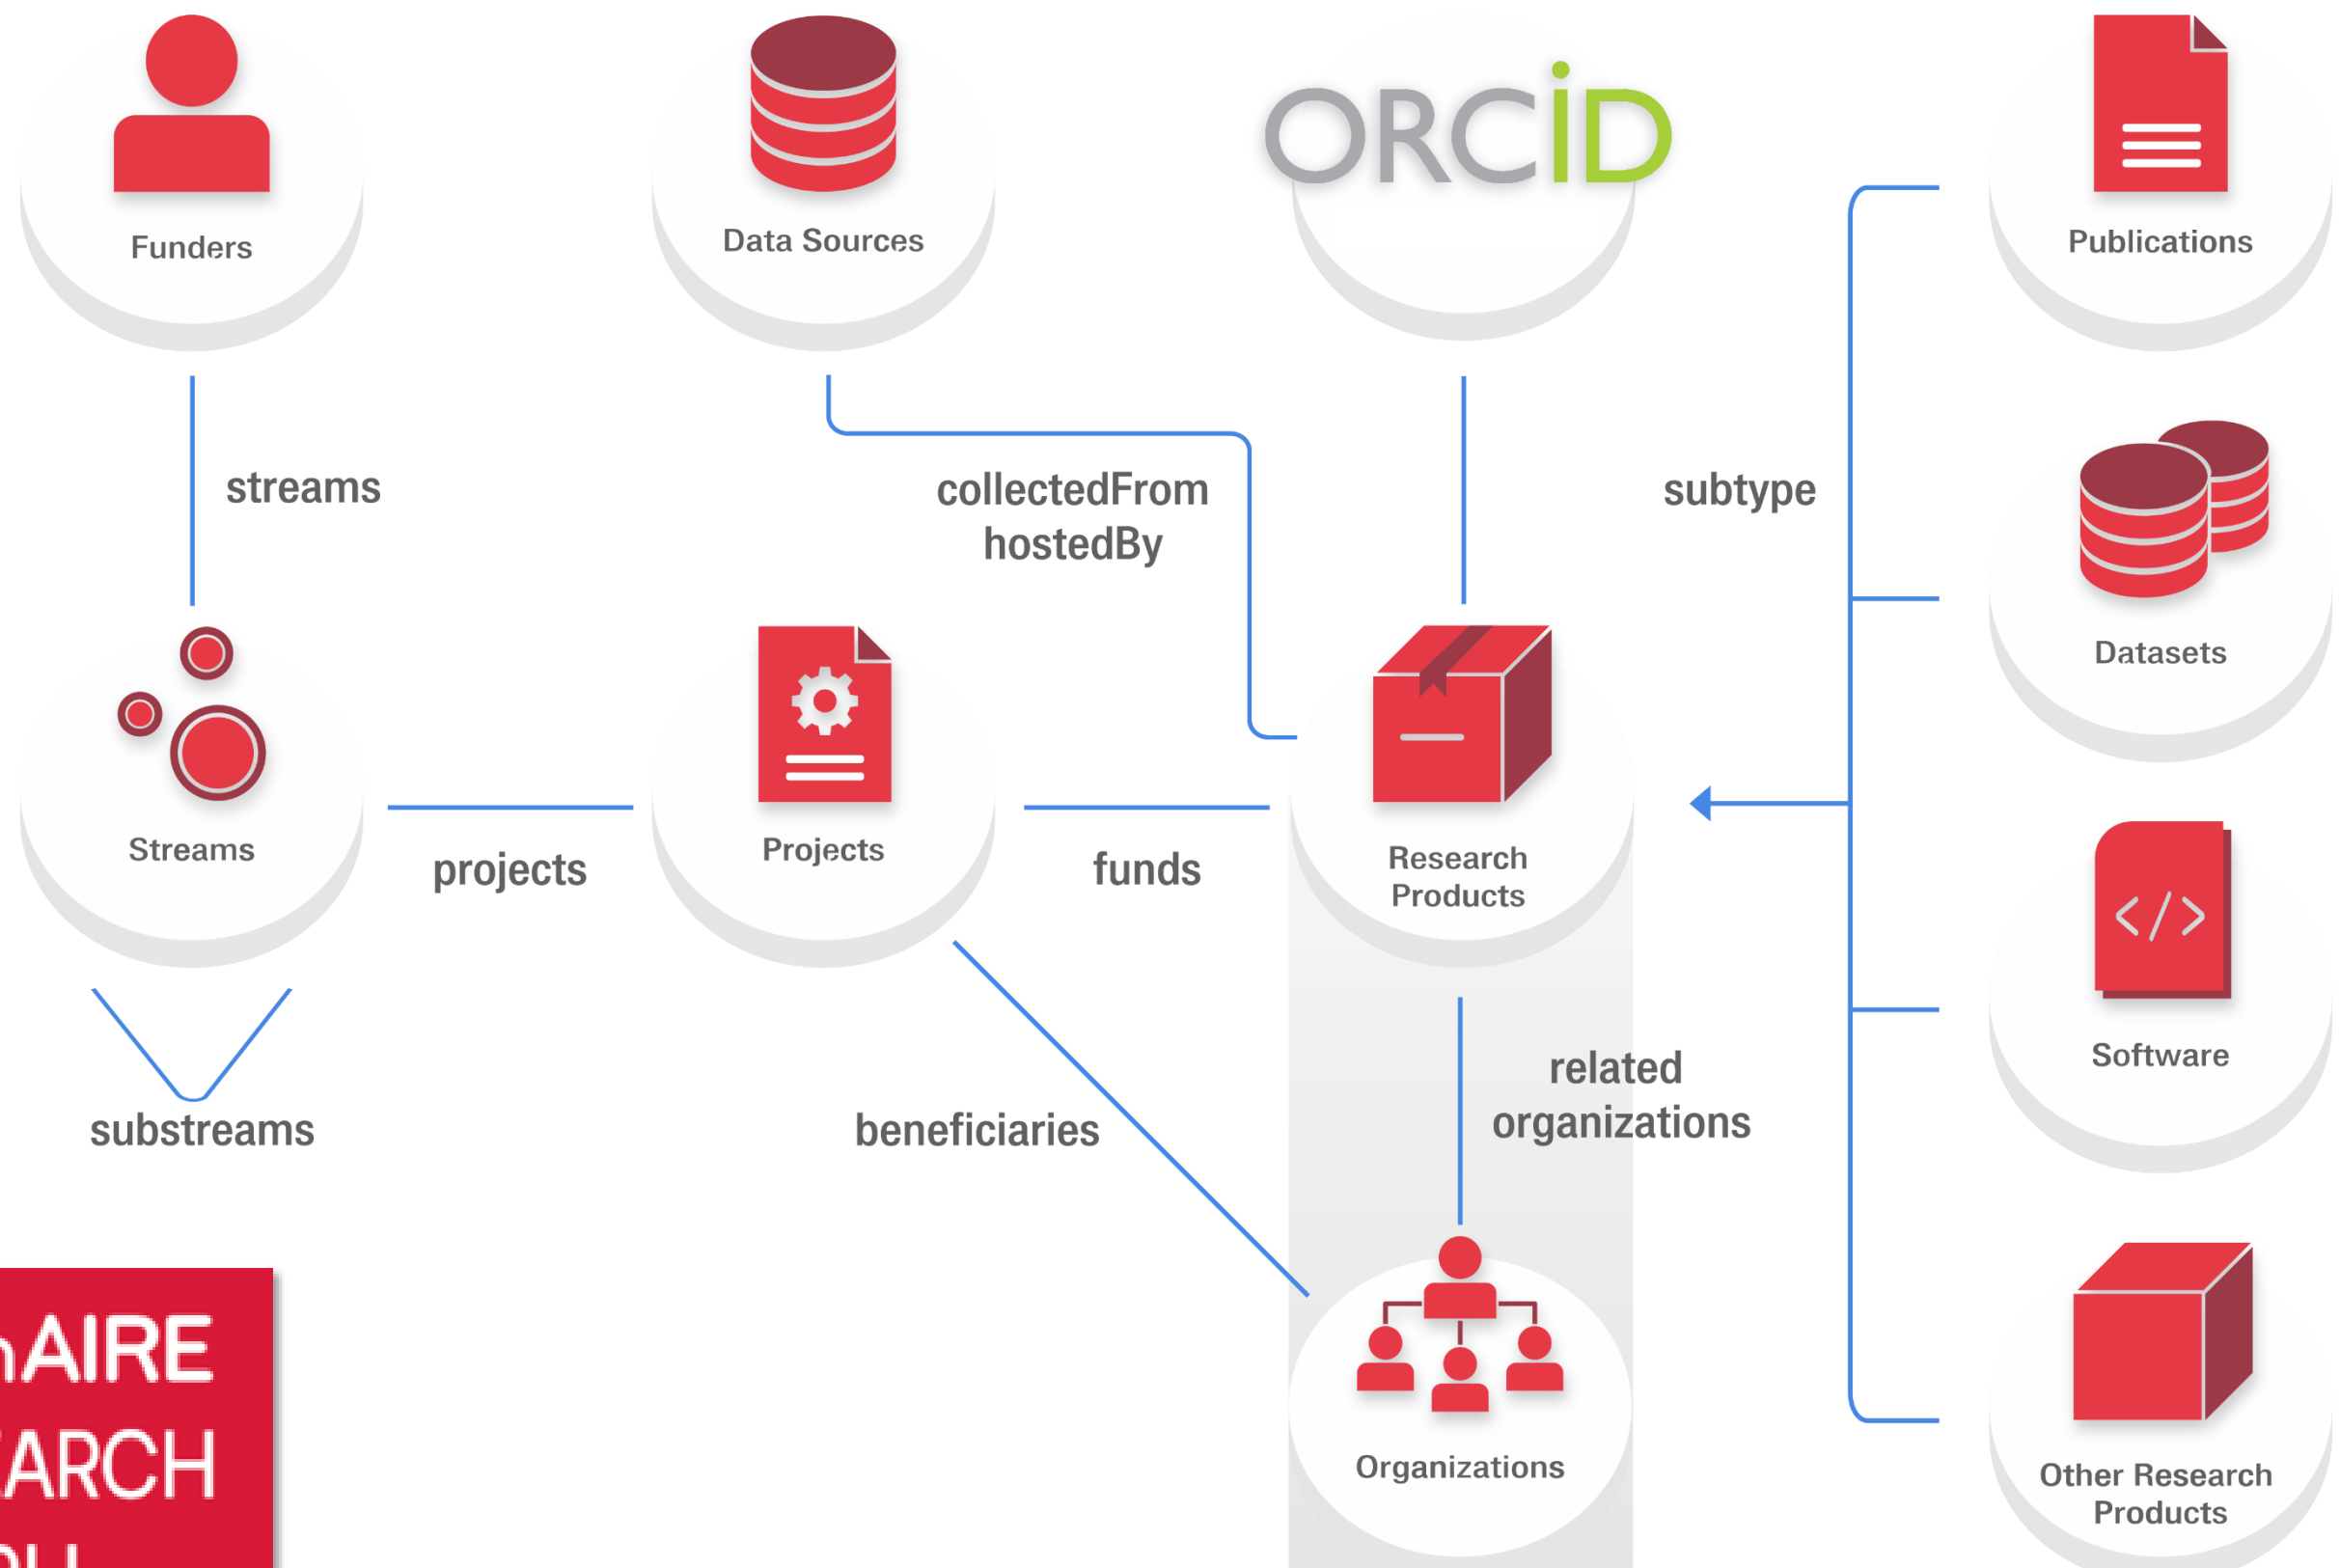 Funders
Data Sources
ORCID
Publications
streams
collectedFrom
hostedBy
subtype
Datasets
Streams
projects
Projects
funds
Research
Products
Software
substreams
beneficiaries
related
organizations
Organizations
Other Research
Products
AIRE
ARCH